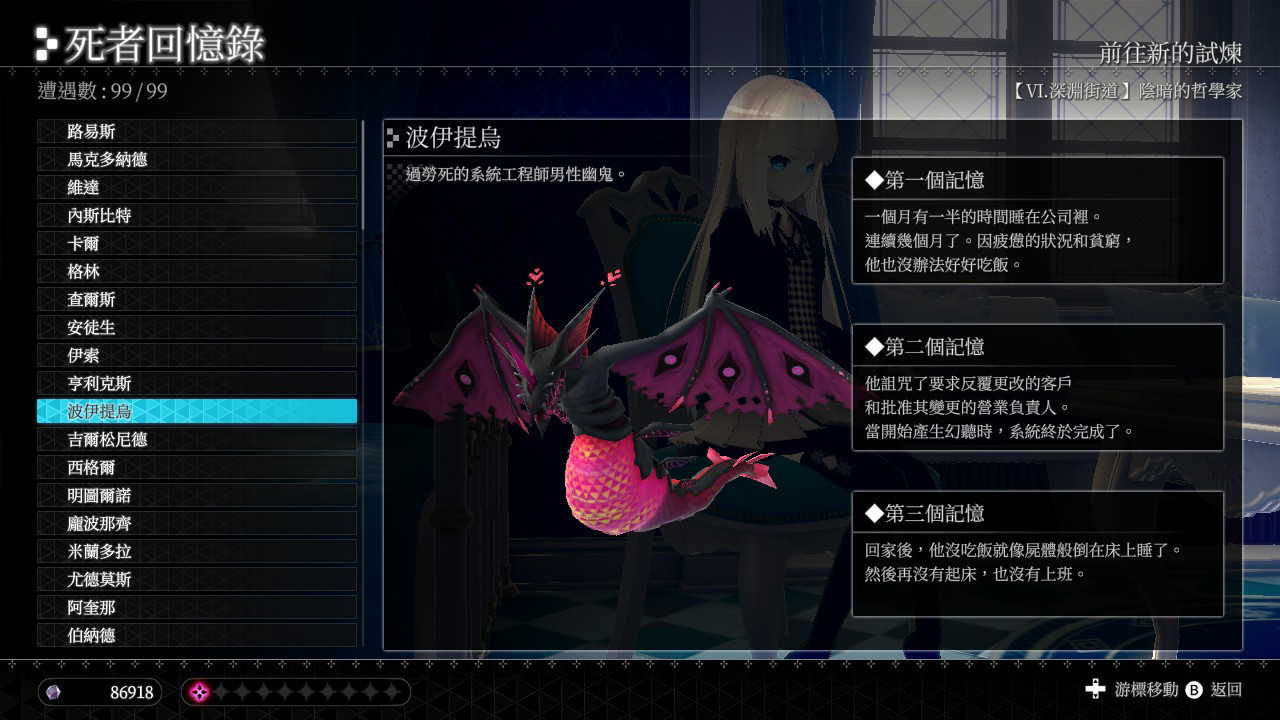 死者回憶錄
前往新的試煉
遭遇數:99/99
【VI.深淵街道】陰暗的哲學家
路易斯
馬克多納德
維達
內斯比特
卡爾
格林
查爾斯
安徒生
伊索
亨利克斯
波伊提烏
吉爾松尼德
西格爾
明圖爾諾
龐波那齊
米蘭多拉
尤德莫斯
阿奎那
伯納德
波伊提烏
過勞死的系統工程師男性幽鬼。
◆第一個記憶
一個月有一半的時間睡在公司裡。
連續幾個月了。因疲憊的狀況和貧窮，
他也沒辦法好好吃飯。
◆第二個記憶
他詛咒了要求反覆更改的客戶
和批准其變更的營業負責人。
當開始產生幻聽時，系統終於完成了。
◆第三個記憶
回家後，他沒吃飯就像屍體般倒在床上睡了。
然後再沒有起床，也沒有上班。
86918
游標移動 B 返回